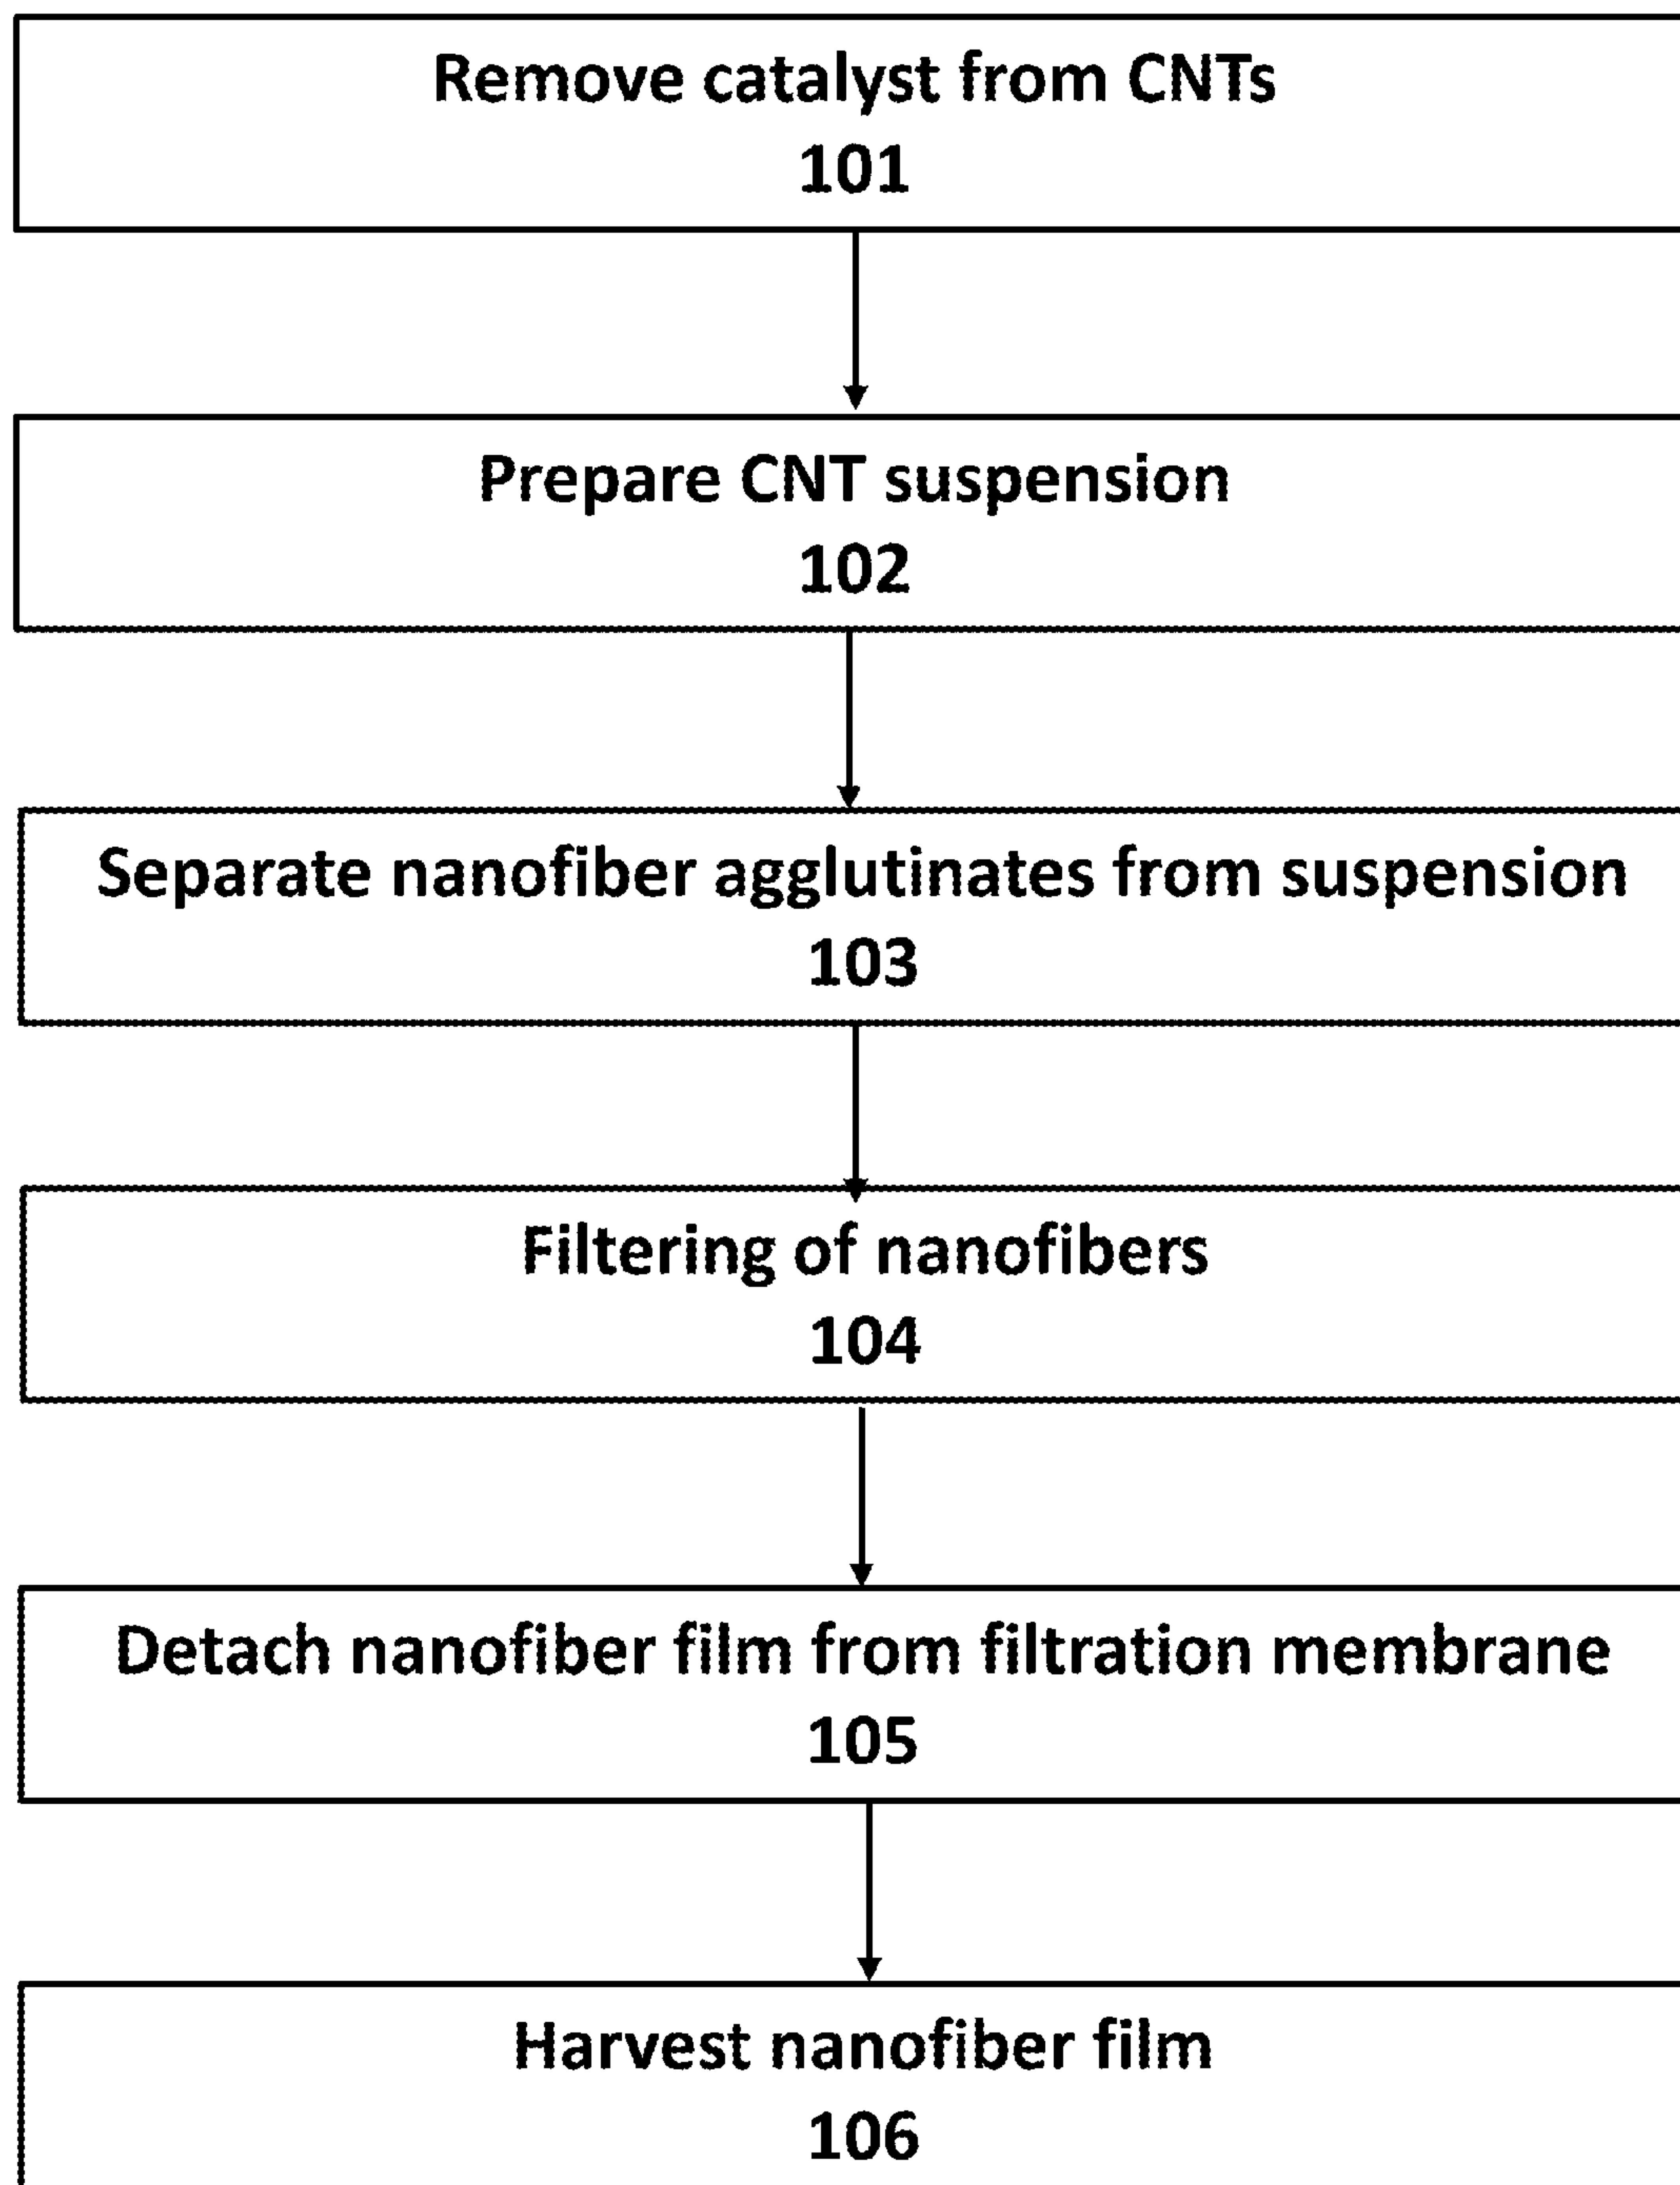 Remove catalyst from CNTs
101
Prepare CNT suspension
102
Separate nanofiber agglutinates from suspension
103
Filtering of nanofibers
104
Detach nanofiber film from filtration membrane
105
Harvest nanofiber film
106